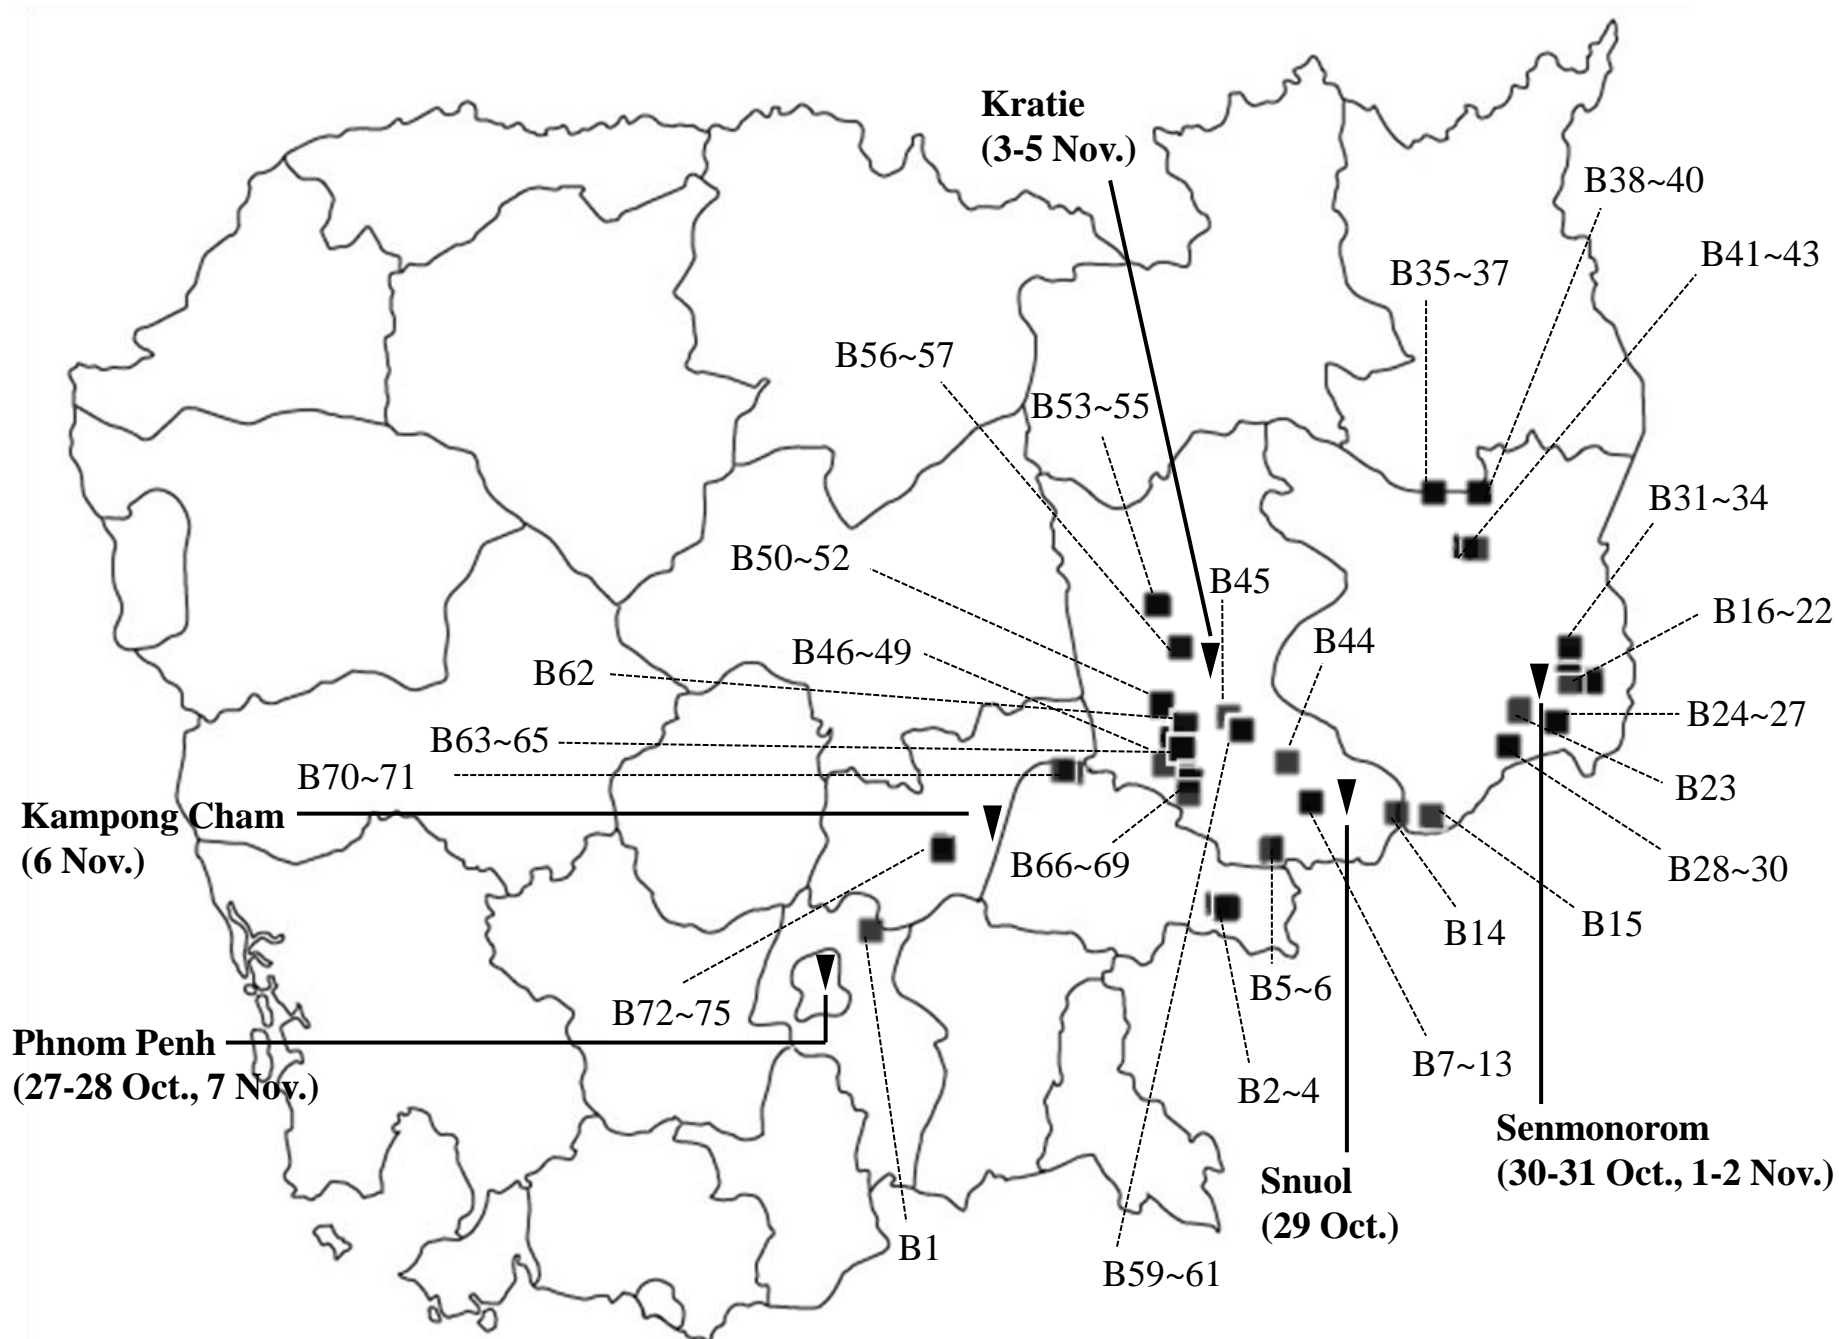 Kratie
(3-5 Nov.)
B38~40
B41~43
B35~37
B56~57
B53~55
B31~34
B50~52
B45
B16~22
B44
B46~49
B62
B24~27
B63~65
B70~71
B23
Kampong Cham
(6 Nov.)
B66~69
B28~30
B15
B14
B5~6
B72~75
Phnom Penh
(27-28 Oct., 7 Nov.)
B7~13
B2~4
Senmonorom
(30-31 Oct., 1-2 Nov.)
Snuol
(29 Oct.)
B1
B59~61